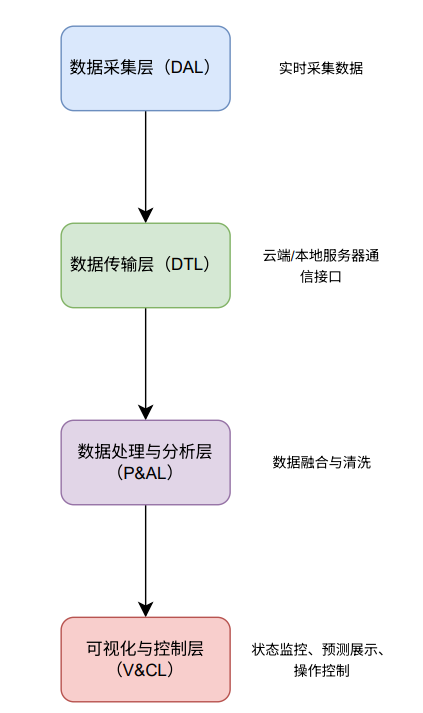 数据采集层（DAL）
实时采集数据
数据传输层（DTL）
云端/本地服务器通
信接口
数据处理与分析层
（P&AL）
数据融合与清洗
可视化与控制层
（V&CL）
状态监控、预测展示、
操作控制